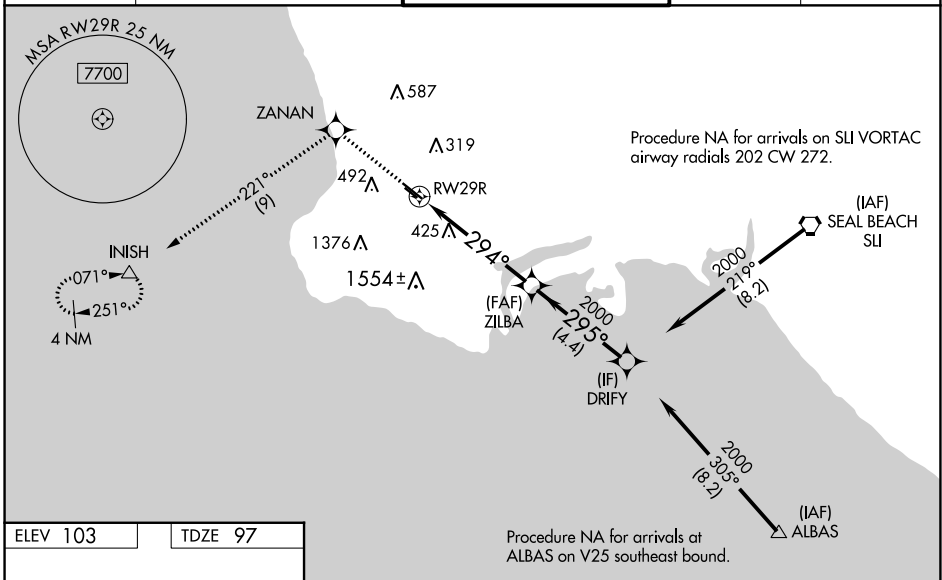 MSA RW29R 25 NM
7700
587
ZANAN
319
Procedure NA for arrivals on SLI VORTAC
airway radials 202 CW 272.
492
RW29R
221°
(9)
(IAF)
SEAL BEACH
SLI
1376
425
294°
INISH
071°
251°
4 NM
1554±
2000
219°
(8.2)
(FAF)
ZILBA
2000
295°
(4.4)
(IF)
DRIFY
2000
305°
(8.2)
(IAF)
ALBAS
ELEV 103
TDZE 97
Procedure NA for arrivals at
ALBAS on V25 southeast bound.